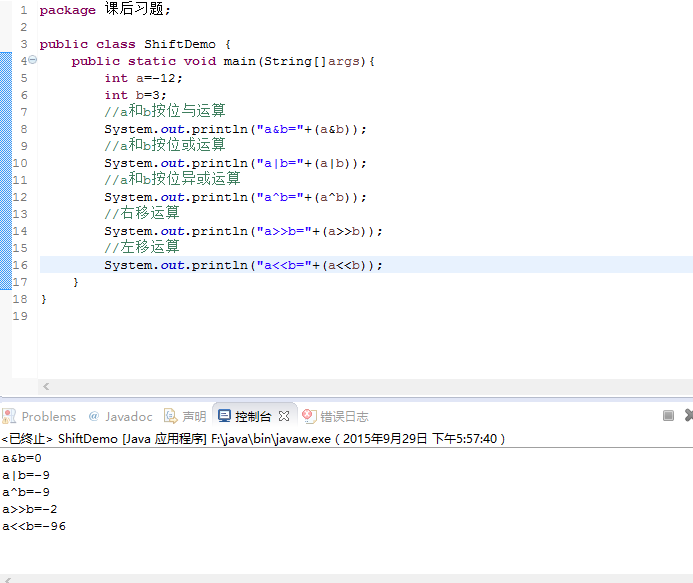 1 package 课后习题;
2
3 public class ShiftDemo {
4 public static void main(String[]args){
5 int a=-12;
6 int b=3;
7 //a和b按位与运算
8 System.out.println("a&b="+(a&b));
9 //a和b按位或运算
10 System.out.println("a|b="+(a|b));
11 //a和b按位异或运算
12 System.out.println("a^b="+(a^b));
13 //右移运算
14 System.out.println("a>>b="+(a>>b));
15 //左移运算
16 System.out.println("a<<b="+(a<<b));
17 }
18 }
19
Problems @ Javadoc 声明 控制台 错误日志
<已终止> ShiftDemo [Java 应用程序] F:\java\bin\javaw.exe ( 2015年9月29日 下午5:57:40 )
a&b=0
a|b=-9
a^b=-9
a>>b=-2
a<<b=-96